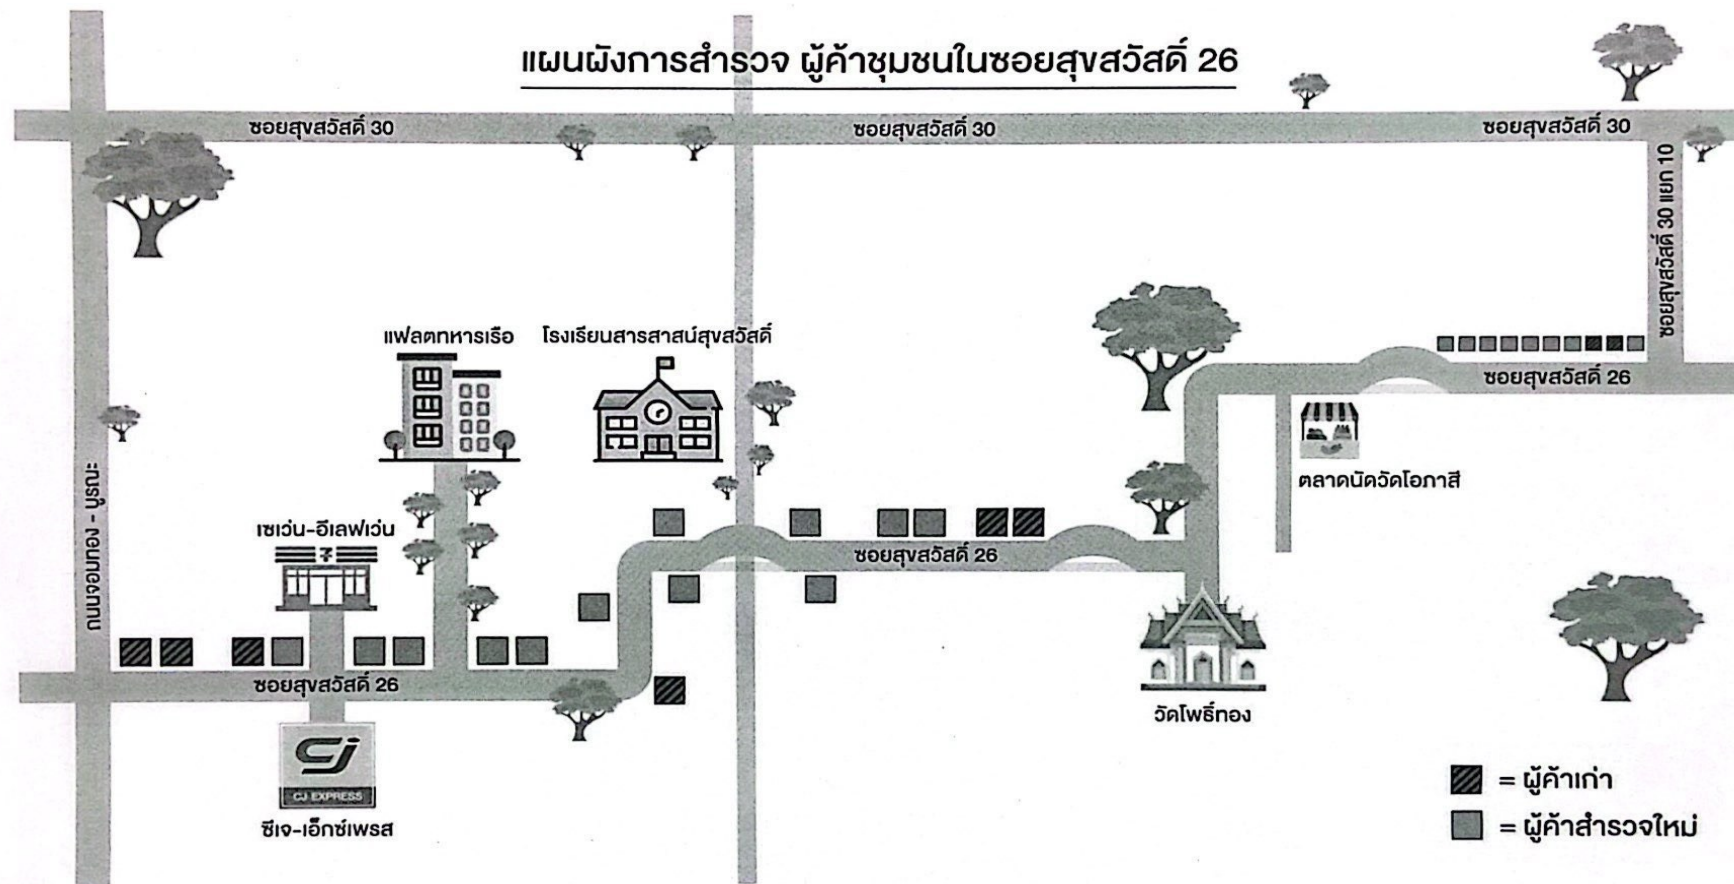 แผนผังการสำรวจ ผู้ค้าชุมชนในซอยสุขสวัสดิ์ 26
ซอยสุขสวัสดิ์ 30
ซอยสุขสวัสดิ์ 30
ซอยสุขสวัสดิ์ 30
ซอยสุขสวัสดิ์ 30 แยก 10
แฟลตทหารเรือ
โรงเรียนสารสาสน์สุขสวัสดิ์
ซอยสุขสวัสดิ์ 26
ตลาดนัดวัดโอภาสี
ถนนจอมทอง - บูรณะ
เซเว่น-อีเลฟเว่น
7
ซอยสุขสวัสดิ์ 26
ซอยสุขสวัสดิ์ 26
วัดโพธิ์ทอง
CJ
CJ EXPRESS
ซีเจ-เอ็กซ์เพรส
= ผู้ค้าเก่า
= ผู้ค้าสำรวจใหม่